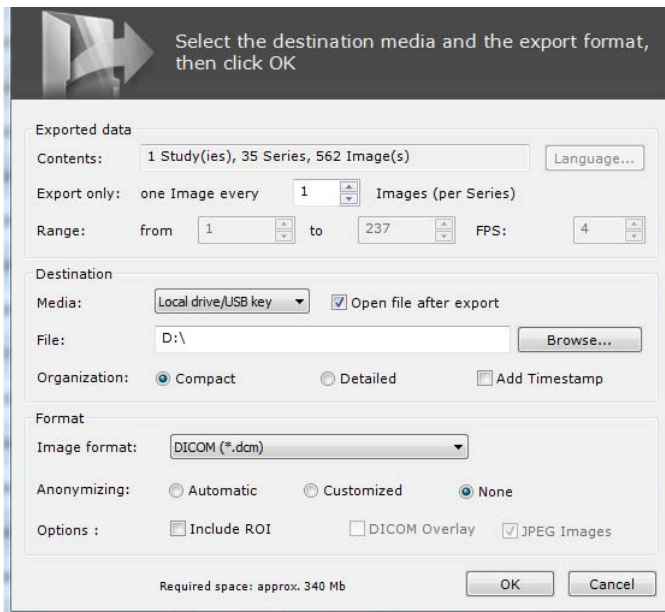 Select the destination media and the export format,
then click OK
Exported data
Contents: 1 Study(ies), 35 Series, 562 Image(s) Language...
Export only: one Image every 1 Images (per Series)
Range: from 1 to 237 FPS: 4
Destination
Media: Local drive/USB key Open file after export
File: D:\ Browse...
Organization: Compact Detailed Add Timestamp
Format
Image format: DICOM (*.dcm)
Anonymizing: Automatic Customized None
Options : Include ROI DICOM Overlay JPEG Images
Required space: approx. 340 Mb OK Cancel